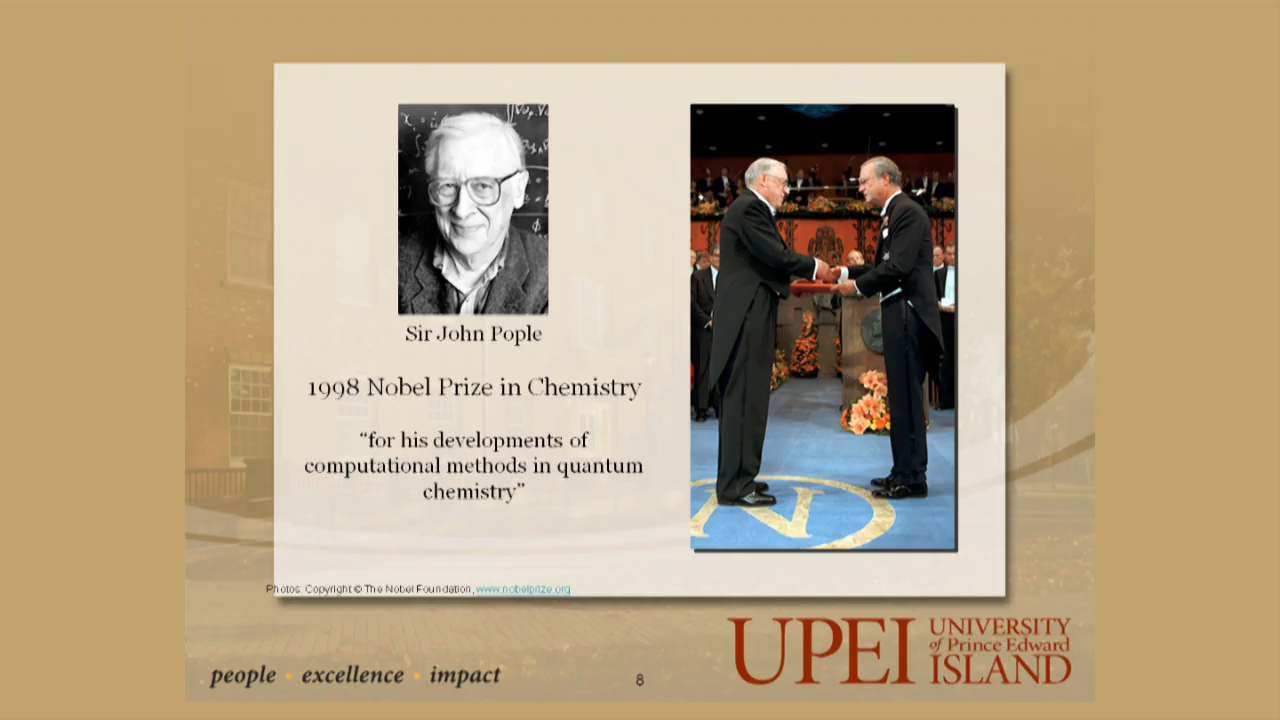 Sir John Pople
1998 Nobel Prize in Chemistry
“for his developments of
computational methods in quantum
chemistry”
Photos: Copyright © The Nobel Foundation, www.nobelprize.org
people • excellence • impact
8
UPEI
UNIVERSITY
of Prince Edward
ISLAND